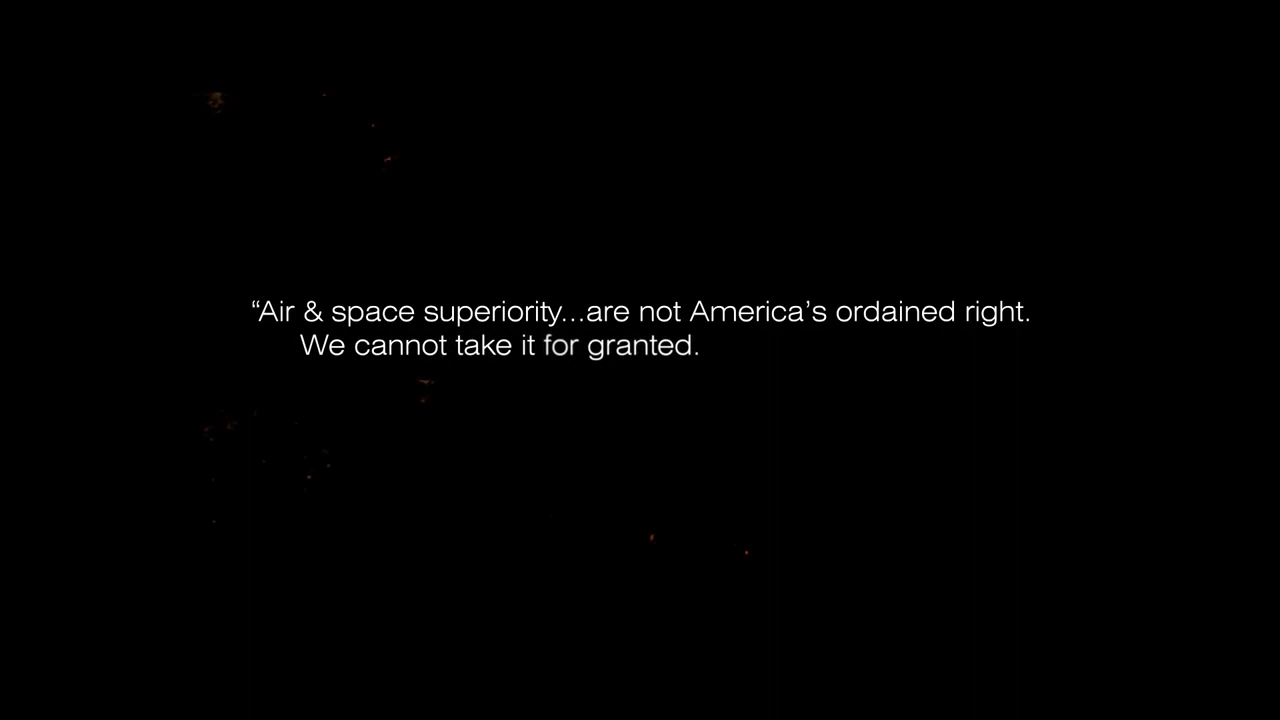 “Air & space superiority...are not America’s ordained right.
We cannot take it for granted.